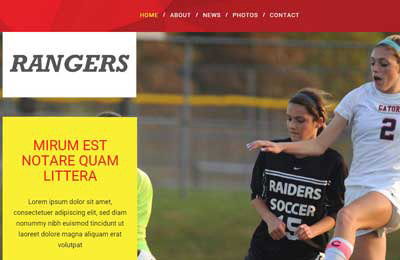 HOME / ABOUT / NEWS / PHOTOS / CONTACT
RANGERS
MIRUM EST
NOTARE QUAM
LITTERA
Lorem ipsum dolor sit amet,
consectetuer adipiscing elit, sed diam
nonummy nibh euismod tincidunt ut
laoreet dolore magna aliquam erat
volutpat
GATOR
2
RAIDERS
SOCCER
15